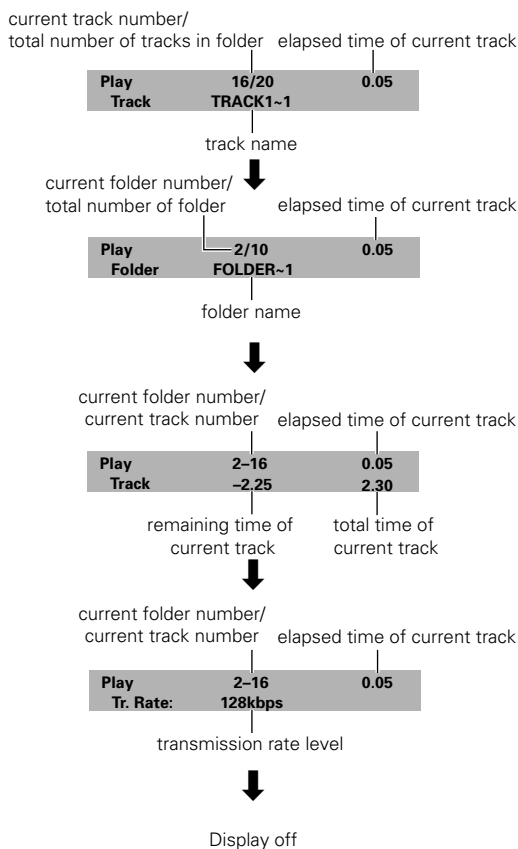 current track number/
total number of tracks in folder elapsed time of current track
Play 16/20 0.05
Track TRACK1~1
track name
current folder number/
total number of folder elapsed time of current track
Play 2/10 0.05
Folder FOLDER~1
folder name
current folder number/
current track number elapsed time of current track
Play 2–16 0.05
Track –2.25 2.30
remaining time of total time of
current track current track
current folder number/
current track number elapsed time of current track
Play 2–16 0.05
Tr. Rate: 128kbps
transmission rate level
Display off